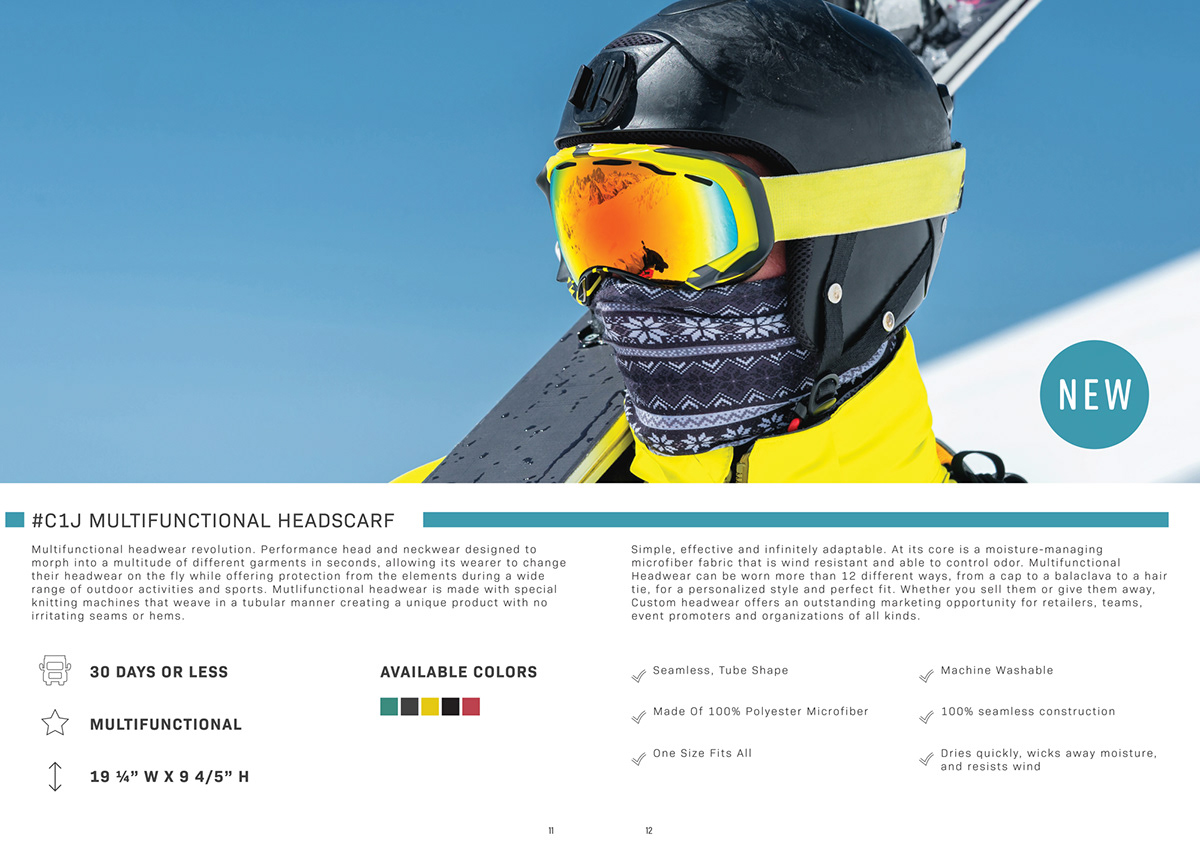 NEW
#C1J MULTIFUNCTIONAL HEADSCARF
Multifunctional headwear revolution. Performance head and neckwear designed to
morph into a multitude of different garments in seconds, allowing its wearer to change
their headwear on the fly while offering protection from the elements during a wide
range of outdoor activities and sports. Mutlifunctional headwear is made with special
knitting machines that weave in a tubular manner creating a unique product with no
irritating seams or hems.
Simple, effective and infinitely adaptable. At its core is a moisture-managing
microfiber fabric that is wind resistant and able to control odor. Multifunctional
Headwear can be worn more than 12 different ways, from a cap to a balaclava to a hair
tie, for a personalized style and perfect fit. Whether you sell them or give them away,
Custom headwear offers an outstanding marketing opportunity for retailers, teams,
event promoters and organizations of all kinds.
30 DAYS OR LESS
MULTIFUNCTIONAL
19 ¼” W X 9 4/5” H
AVAILABLE COLORS
Seamless, Tube Shape
Made Of 100% Polyester Microfiber
One Size Fits All
Machine Washable
100% seamless construction
Dries quickly, wicks away moisture,
and resists wind
11
12